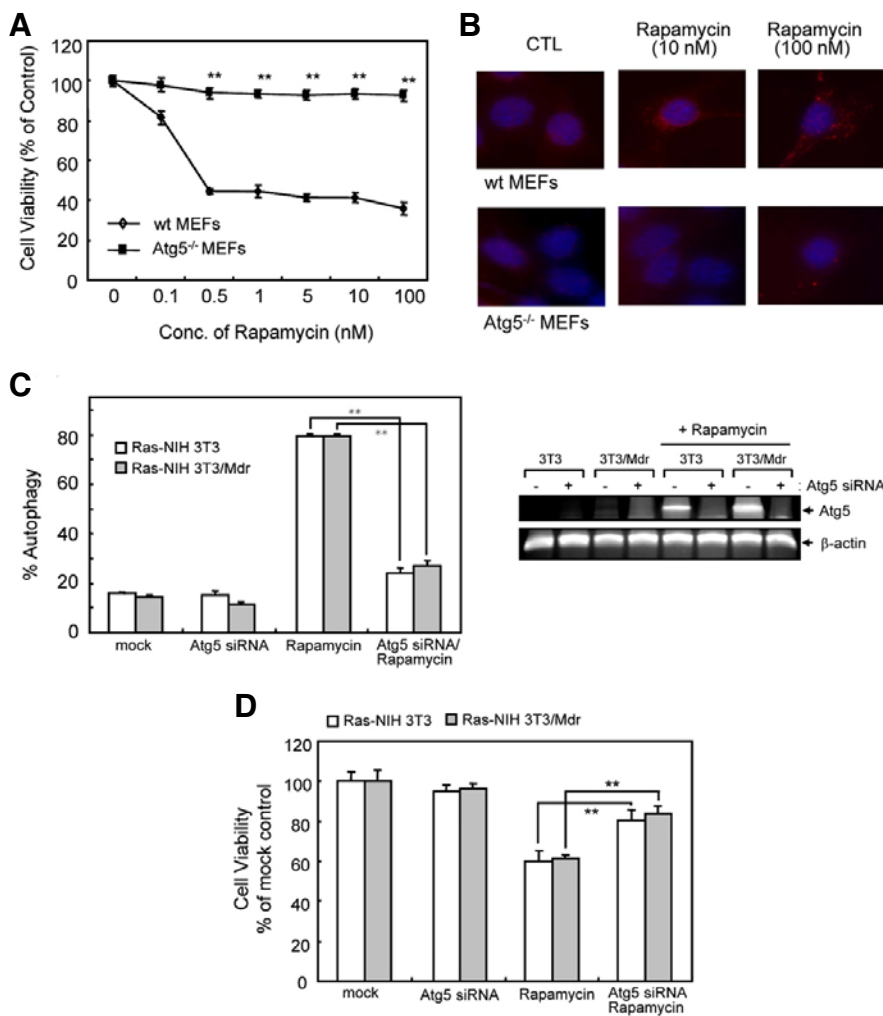 A
Cell Viability (% of Control)
120
100
80
60
40
20
0
** ** ** ** **
wt MEFs
Atg5-/- MEFs
0 0.1 0.5 1 5 10 100
Conc. of Rapamycin (nM)
B
CTL
Rapamycin
(10 nM)
Rapamycin
(100 nM)
wt MEFs
Atg5-/- MEFs
C
% Autophagy
80
60
40
20
0
Ras-NIH 3T3
Ras-NIH 3T3/Mdr
**
**
mock
Atg5 siRNA
Rapamycin
Atg5 siRNA/
Rapamycin
+ Rapamycin
3T3 3T3/Mdr 3T3 3T3/Mdr
- + - + - + - + : Atg5 siRNA
Atg5
β-actin
D
Ras-NIH 3T3 Ras-NIH 3T3/Mdr
Cell Viability
% of mock control
120
100
80
60
40
20
0
**
**
mock
Atg5 siRNA
Rapamycin
Atg5 siRNA
Rapamycin